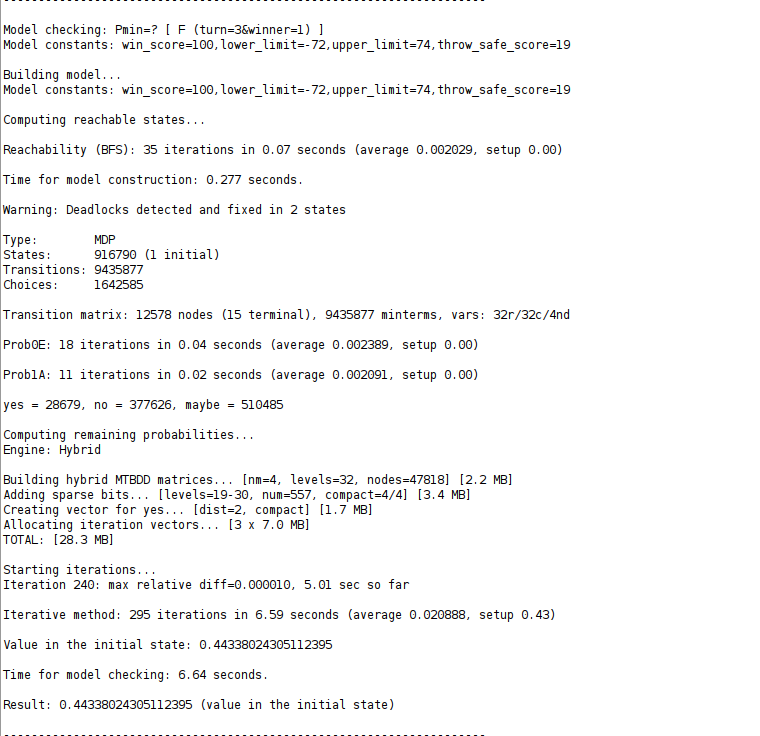 ---------------------------------------------------------------------
Model checking: Pmin=? [ F (turn=3&winner=1) ]
Model constants: win_score=100,lower_limit=-72,upper_limit=74,throw_safe_score=19
Building model...
Model constants: win_score=100,lower_limit=-72,upper_limit=74,throw_safe_score=19
Computing reachable states...
Reachability (BFS): 35 iterations in 0.07 seconds (average 0.002029, setup 0.00)
Time for model construction: 0.277 seconds.
Warning: Deadlocks detected and fixed in 2 states
Type:        MDP
States:      916790 (1 initial)
Transitions: 9435877
Choices:     1642585
Transition matrix: 12578 nodes (15 terminal), 9435877 minterms, vars: 32r/32c/4nd
Prob0E: 18 iterations in 0.04 seconds (average 0.002389, setup 0.00)
Prob1A: 11 iterations in 0.02 seconds (average 0.002091, setup 0.00)
yes = 28679, no = 377626, maybe = 510485
Computing remaining probabilities...
Engine: Hybrid
Building hybrid MTBDD matrices... [nm=4, levels=32, nodes=47818] [2.2 MB]
Adding sparse bits... [levels=19-30, num=557, compact=4/4] [3.4 MB]
Creating vector for yes... [dist=2, compact] [1.7 MB]
Allocating iteration vectors... [3 x 7.0 MB]
TOTAL: [28.3 MB]
Starting iterations...
Iteration 240: max relative diff=0.000010, 5.01 sec so far
Iterative method: 295 iterations in 6.59 seconds (average 0.020888, setup 0.43)
Value in the initial state: 0.44338024305112395
Time for model checking: 6.64 seconds.
Result: 0.44338024305112395 (value in the initial state)
---------------------------------------------------------------------